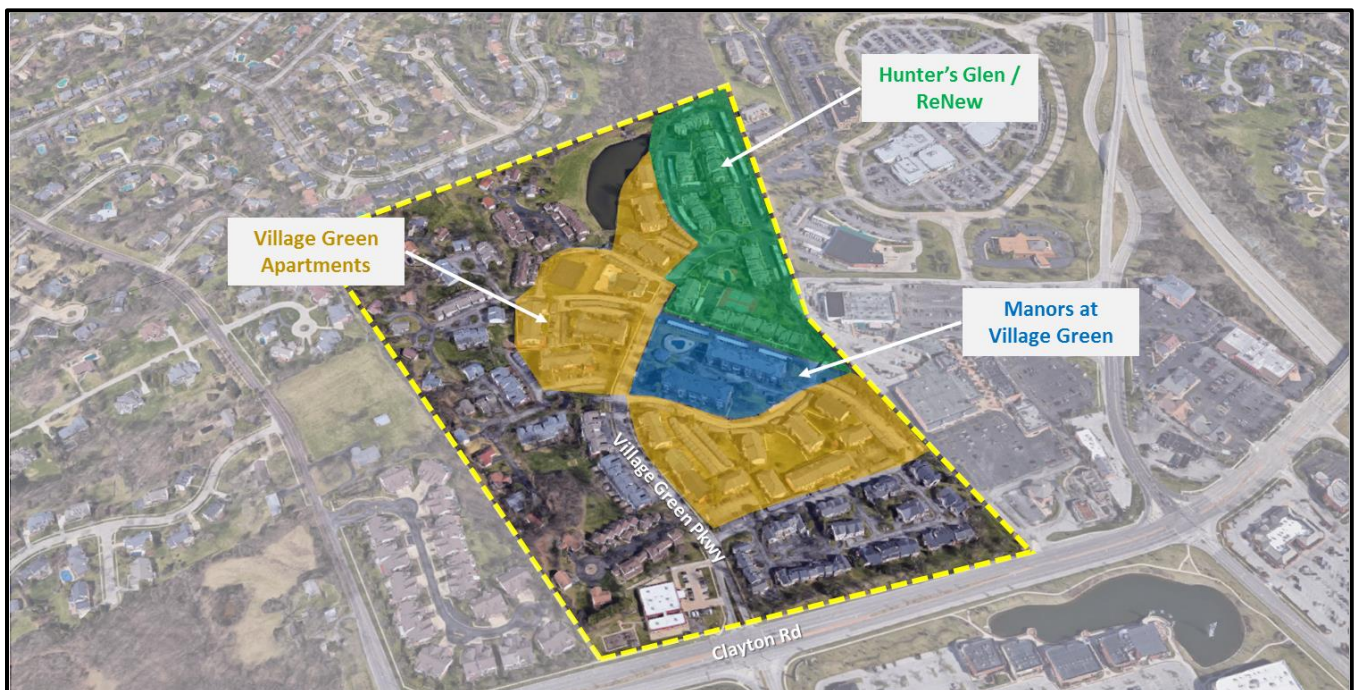 Hunter's Glen /
ReNew
Village Green
Apartments
Manors at
Village Green
Village Green Pkwy
Clayton Rd